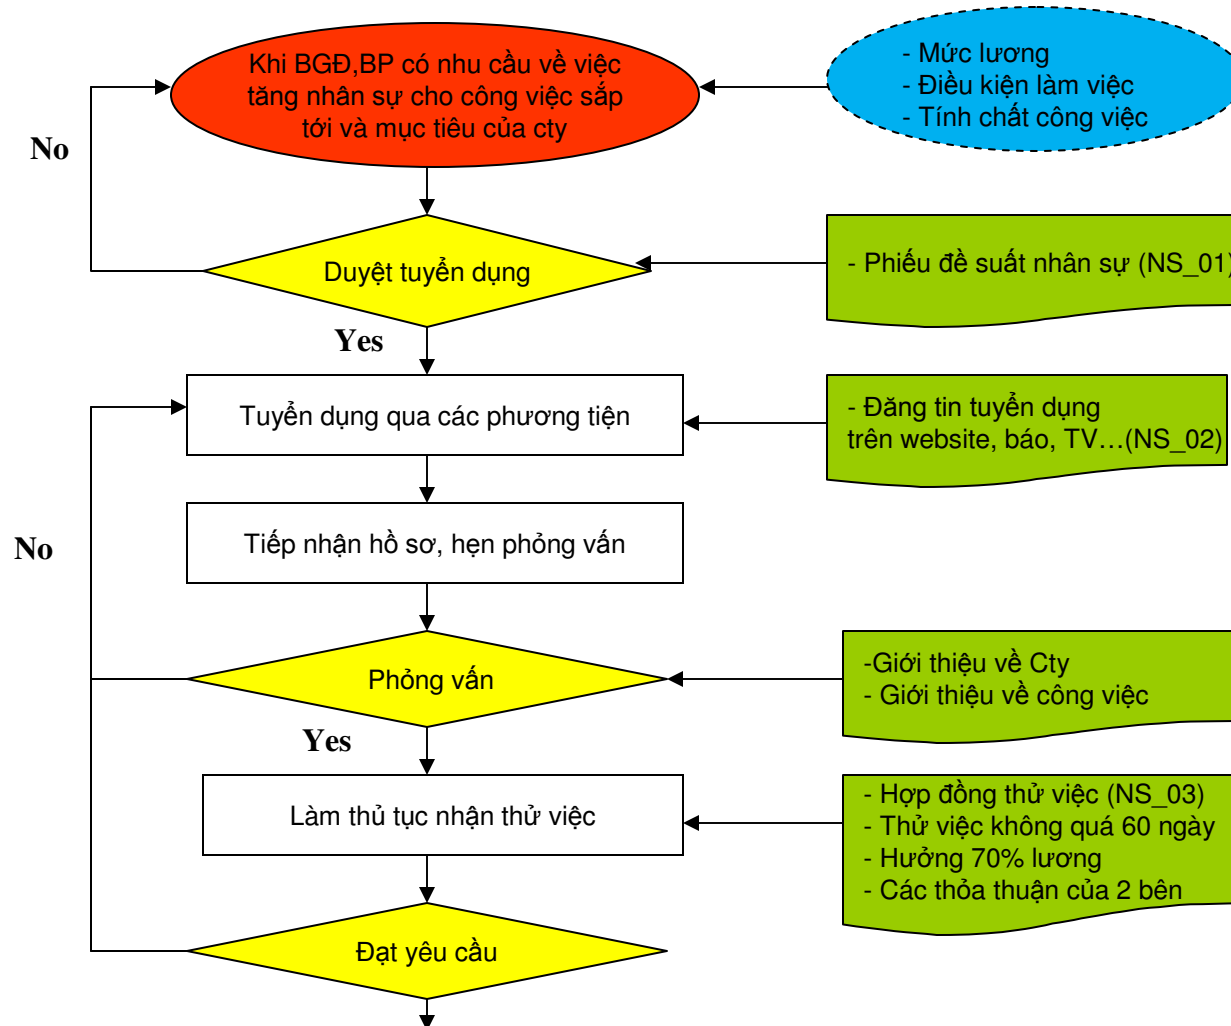 Khi BGĐ,BP có nhu cầu về việc
tăng nhân sự cho công việc sắp
tới và mục tiêu của cty
- Mức lương
- Điều kiện làm việc
- Tính chất công việc
No
Duyệt tuyển dụng
- Phiếu đề suất nhân sự (NS_01)
Yes
Tuyển dụng qua các phương tiện
- Đăng tin tuyển dụng
trên website, báo, TV…(NS_02)
Tiếp nhận hồ sơ, hẹn phỏng vấn
No
Phỏng vấn
-Giới thiệu về Cty
- Giới thiệu về công việc
Yes
Làm thủ tục nhận thử việc
- Hợp đồng thử việc (NS_03)
- Thử việc không quá 60 ngày
- Hưởng 70% lương
- Các thỏa thuận của 2 bên
Đạt yêu cầu